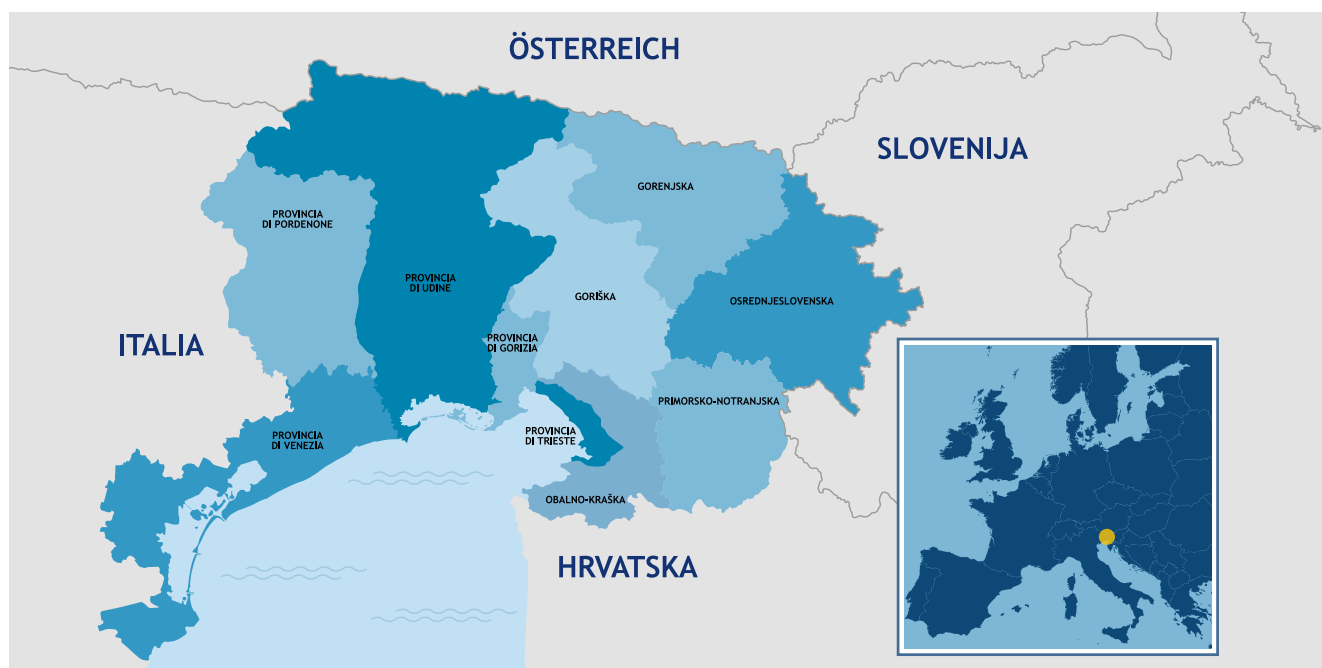 ÖSTERREICH
SLOVENIJA
GORENJSKA
PROVINCIA
DI PORDENONE
PROVINCIA
DI UDINE
GORIŠKA
OSREDNJESLOVENSKA
ITALIA
PROVINCIA
DI GORIZIA
PRIMORSKO-NOTRANJSKA
PROVINCIA
DI VENEZIA
PROVINCIA
DI TRIESTE
OBALNO-KRAŠKA
HRVATSKA